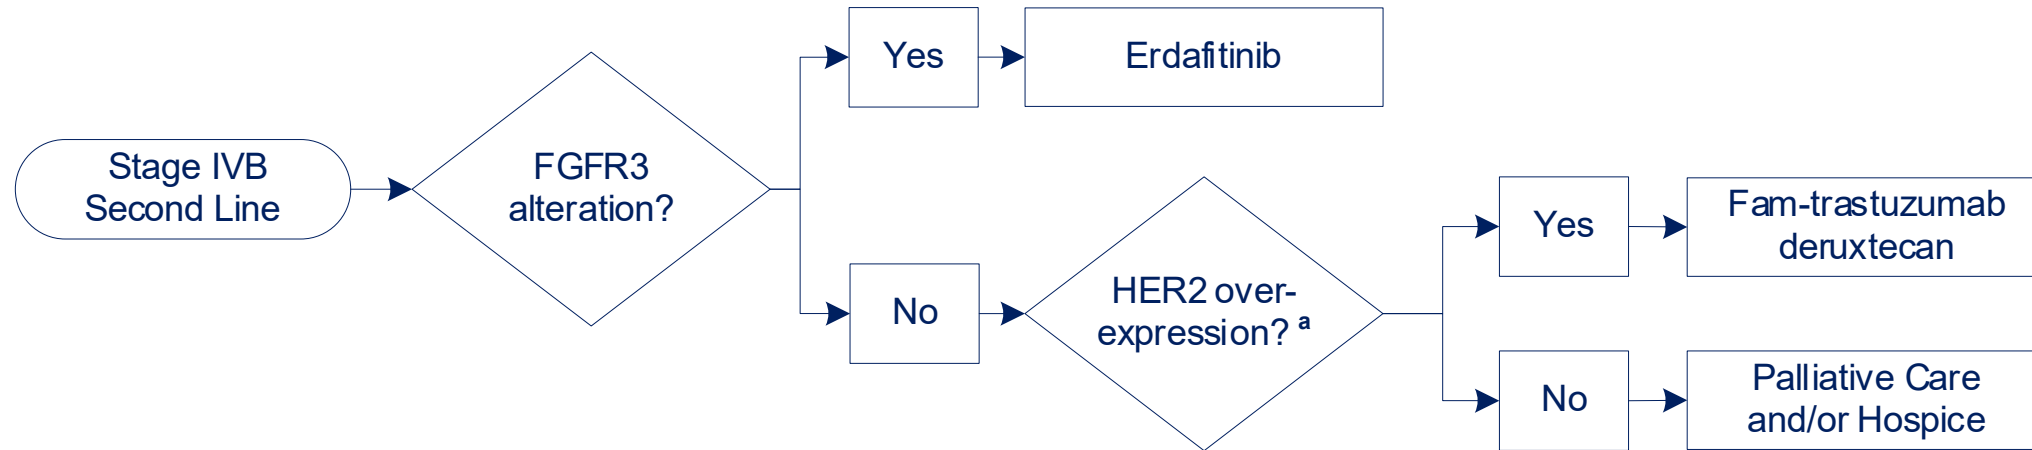 Stage IVB
Second Line
FGFR3
alteration?
Yes
Erdafitinib
No
HER2 over-
expression? a
Yes
Fam-trastuzumab
deruxtecan
No
Palliative Care
and/or Hospice